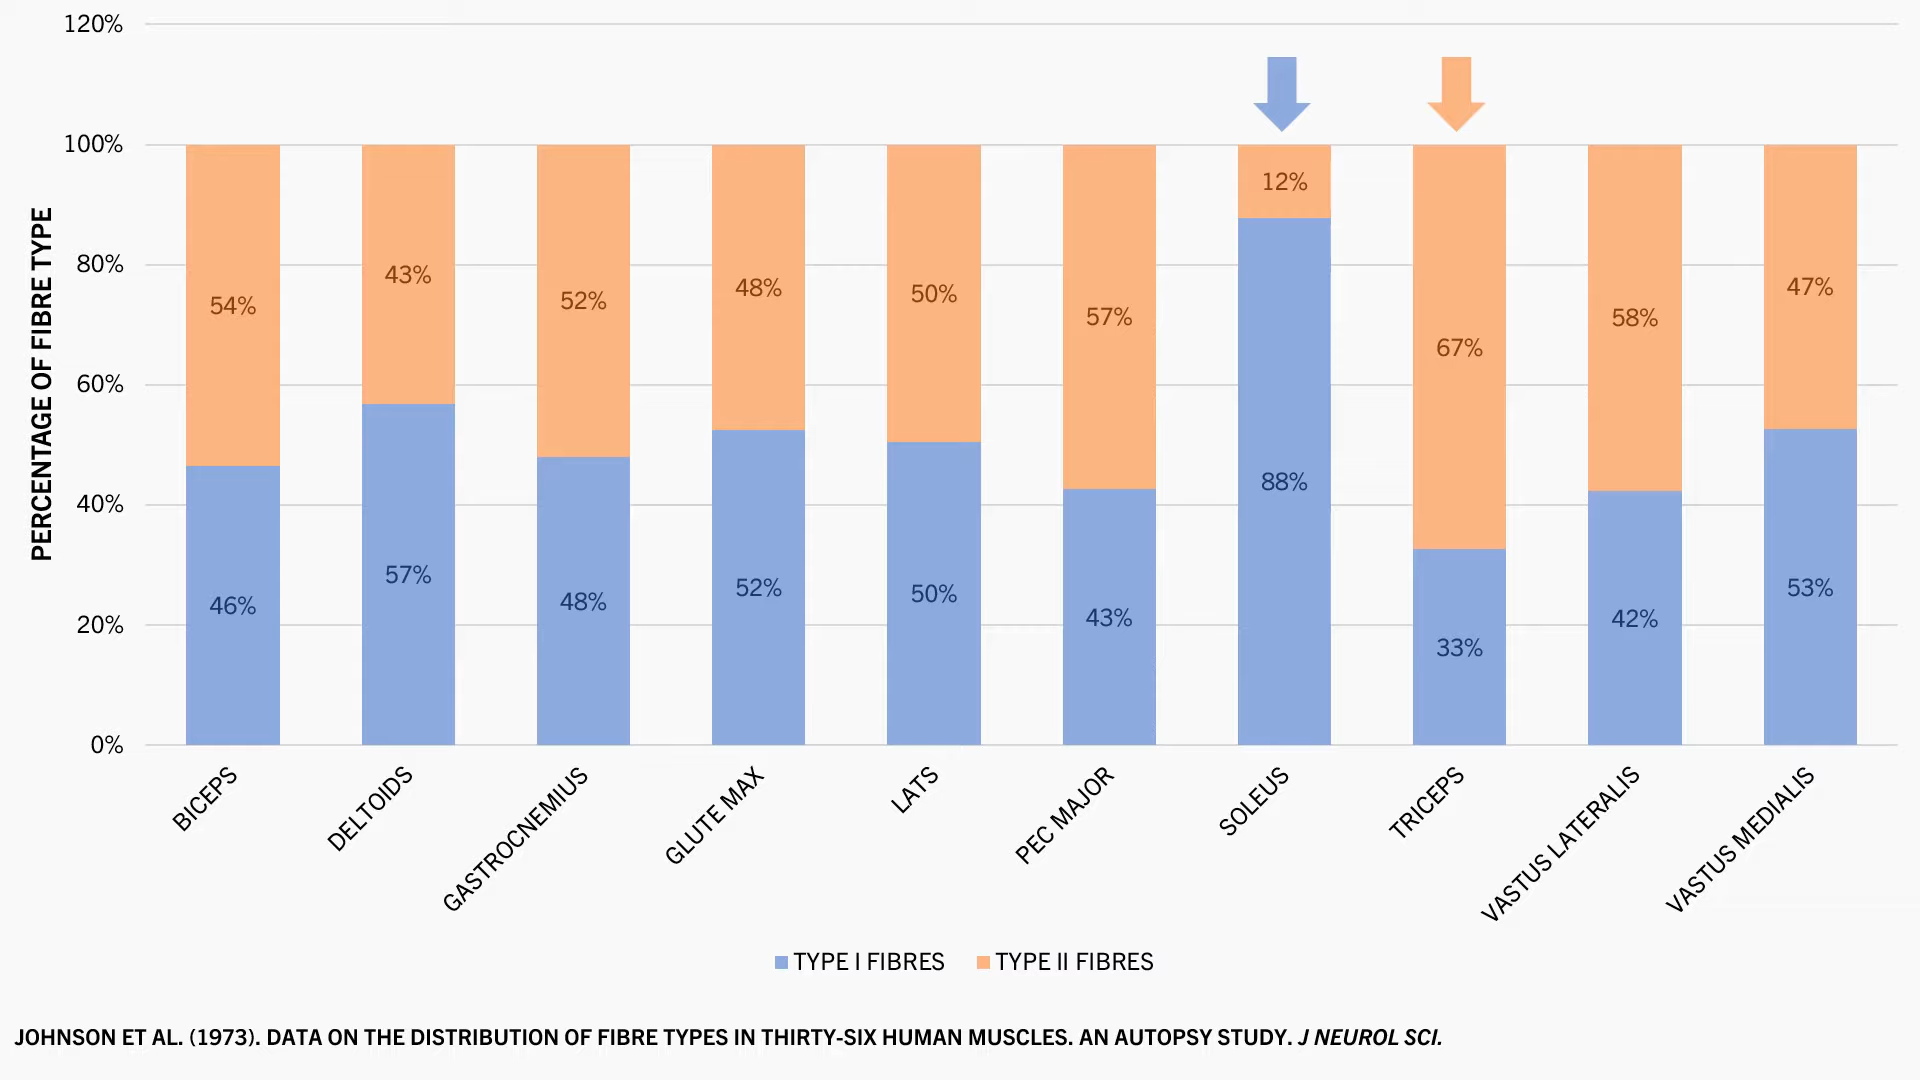 120%
100%
80%
60%
40%
20%
0%
PERCENTAGE OF FIBRE TYPE
54%
43%
52%
48%
50%
57%
12%
67%
58%
47%
46%
57%
48%
52%
50%
43%
88%
33%
42%
53%
BICEPS
DELTOIDS
GASTROCNEMIUS
GLUTE MAX
LATS
PEC MAJOR
SOLEUS
TRICEPS
VASTUS LATERALIS
VASTUS MEDIALIS
TYPE I FIBRES
TYPE II FIBRES
JOHNSON ET AL. (1973). DATA ON THE DISTRIBUTION OF FIBRE TYPES IN THIRTY-SIX HUMAN MUSCLES. AN AUTOPSY STUDY. J NEUROL SCI.